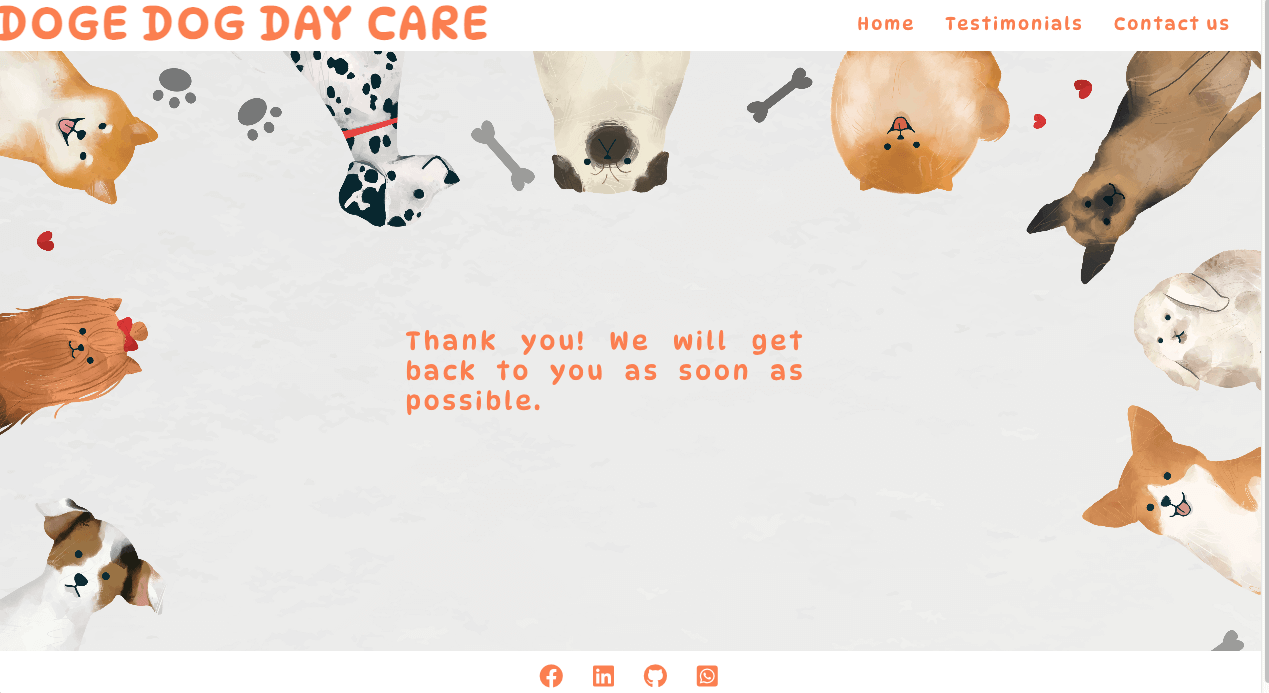 DOGE DOG DAY CARE
Home Testimonials Contact us
Thank you! We will get
back to you as soon as
possible.